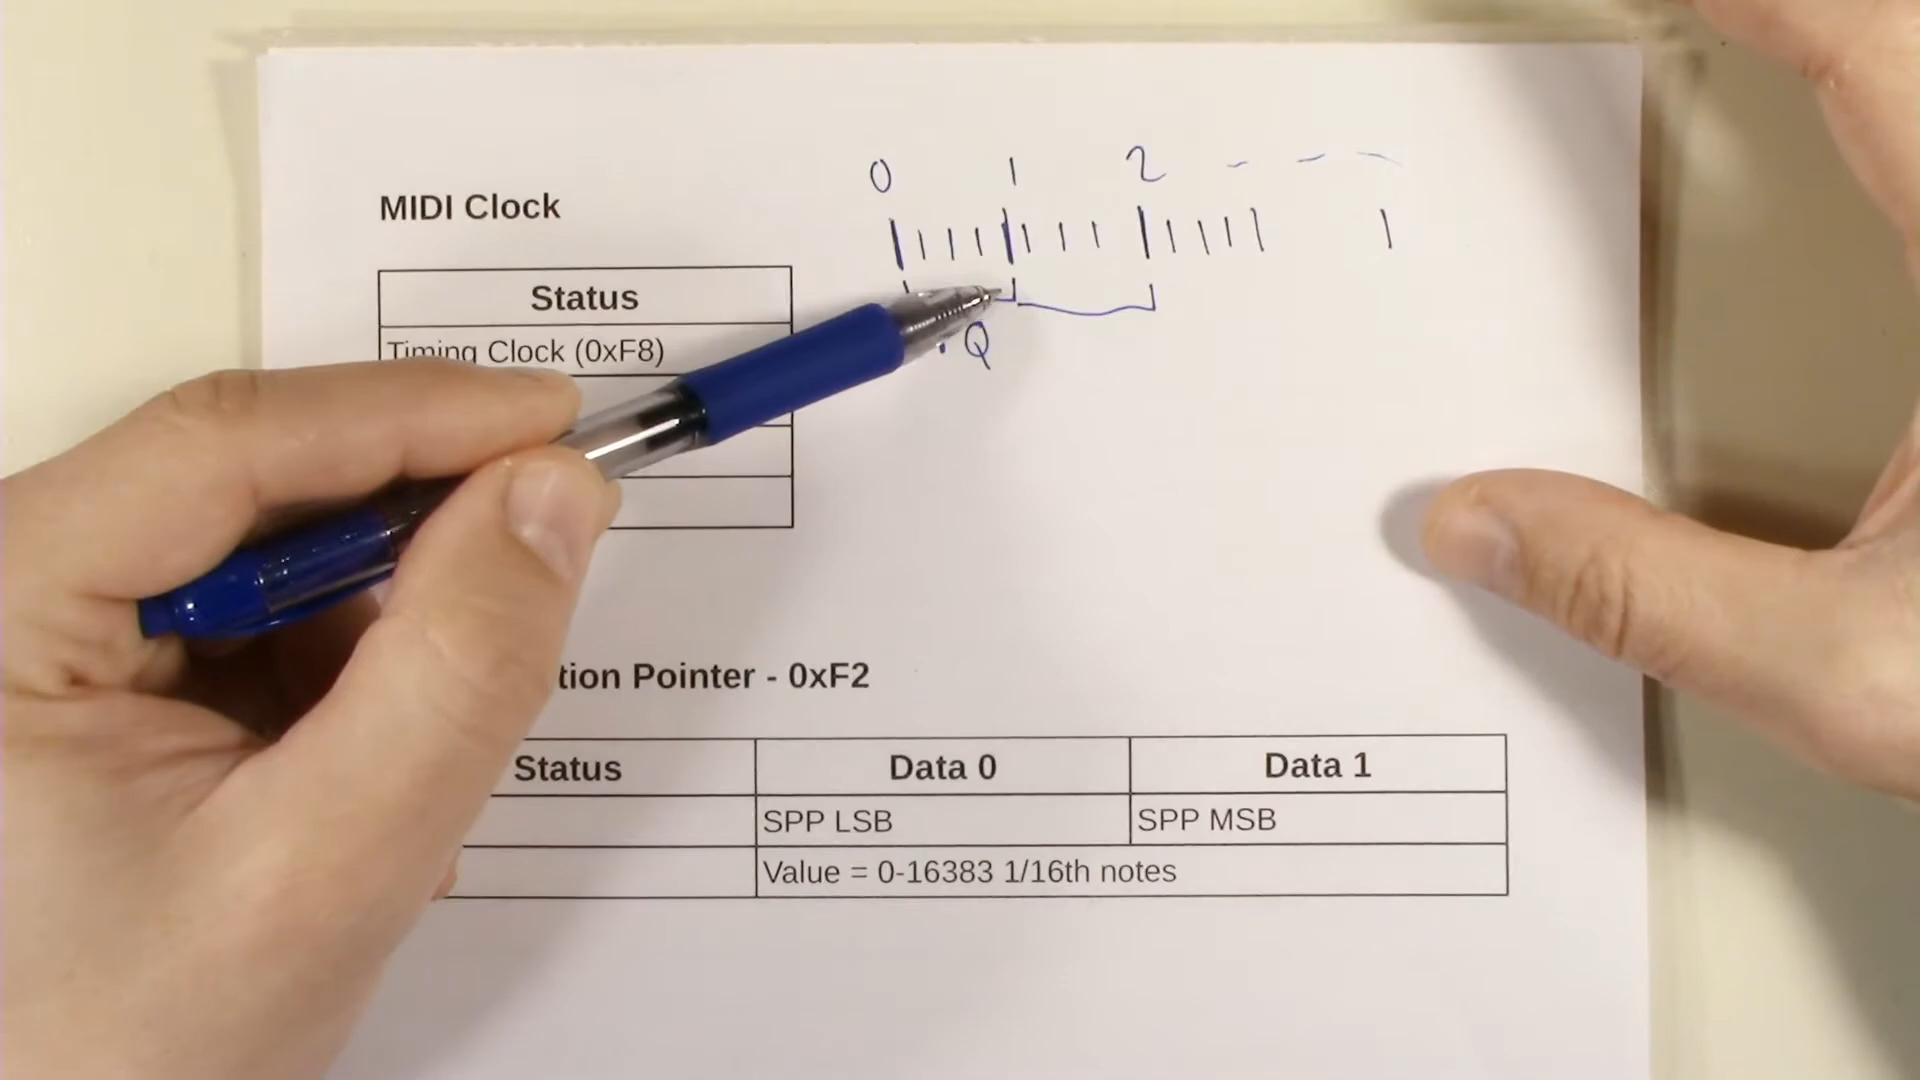 0 1 2 - - -
MIDI Clock
Status
Timing Clock (0xF8)
Q
tion Pointer - 0xF2
Status Data 0 Data 1
SPP LSB SPP MSB
Value = 0-16383 1/16th notes